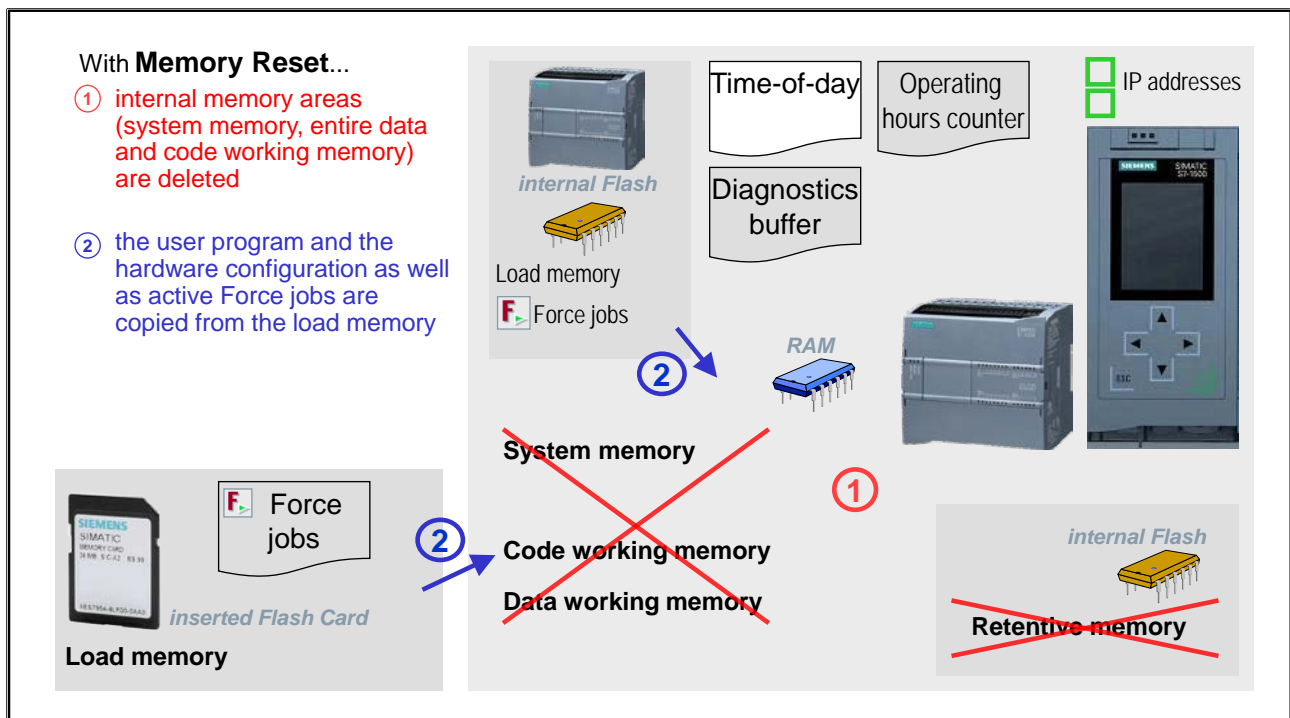 With Memory Reset...
1 internal memory areas
(system memory, entire data
and code working memory)
are deleted
2 the user program and the
hardware configuration as well
as active Force jobs are
copied from the load memory
internal Flash
Load memory
F Force jobs
Time-of-day
Operating
hours counter
Diagnostics
buffer
IP addresses
SIEMENS
SIMATIC
S7-1500
ESC
2
RAM
System memory
1
Code working memory
Data working memory
2
SIEMENS
SIMATIC
MEMORY CARD
F Force
jobs
inserted Flash Card
Load memory
internal Flash
Retentive memory